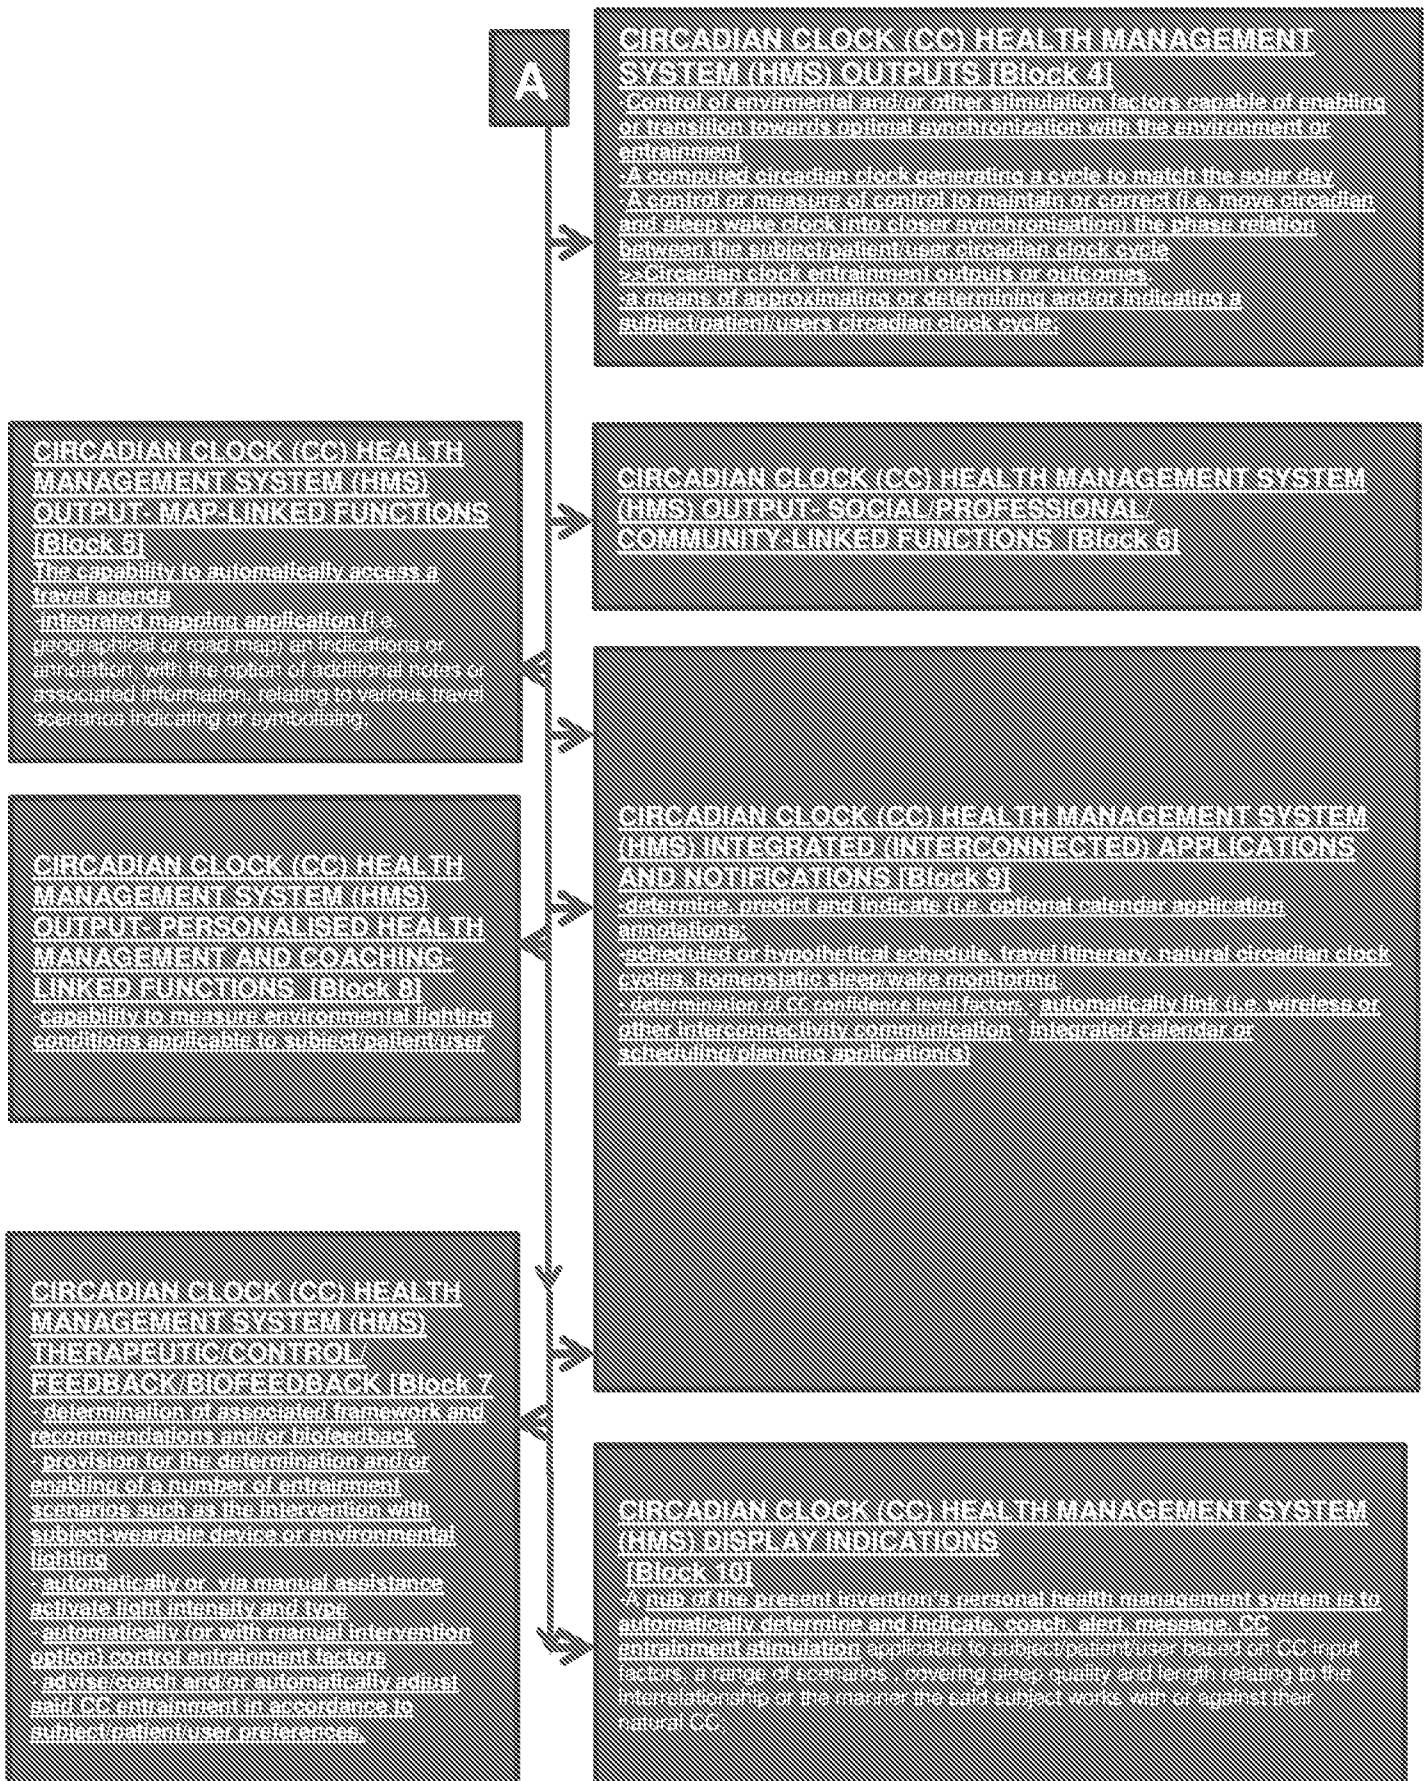 A
CIRCADIAN CLOCK (CC) HEALTH MANAGEMENT
SYSTEM (HMS) OUTPUTS [Block 4]
-Control of envirmental and/or other stimulation factors capable of enabling
or transition towards optimal synchronization with the environment or
entrainment
-A computed circadian clock generating a cycle to match the solar day
-A control or measure of control to maintain or correct (i.e. move circadian
and sleep wake clock into closer synchronisation) the phase relation
between the subject/patient/user circadian clock cycle
>>Circadian clock entrainment outputs or outcomes
-a means of approximating or determining and/or indicating a
subject/patient/users circadian clock cycle;
CIRCADIAN CLOCK (CC) HEALTH
MANAGEMENT SYSTEM (HMS)
OUTPUT- MAP-LINKED FUNCTIONS
[Block 5]
The capability to automatically access a
travel agenda
-integrated mapping application (i.e.
geographical or road map) an indications or
annotation, with the option of additional notes or
associated information, relating to various travel
scenarios indicating or symbolising;
CIRCADIAN CLOCK (CC) HEALTH MANAGEMENT SYSTEM
(HMS) OUTPUT- SOCIAL/PROFESSIONAL/
COMMUNITY-LINKED FUNCTIONS [Block 6]
CIRCADIAN CLOCK (CC) HEALTH
MANAGEMENT SYSTEM (HMS)
OUTPUT- PERSONALISED HEALTH
MANAGEMENT AND COACHING-
LINKED FUNCTIONS [Block 8]
-capability to measure environmental lighting
conditions applicable to subject/patient/user
CIRCADIAN CLOCK (CC) HEALTH MANAGEMENT SYSTEM
(HMS) INTEGRATED (INTERCONNECTED) APPLICATIONS
AND NOTIFICATIONS [Block 9]
-determine, predict and indicate (i.e. optional calendar application
annotations;
-scheduled or hypothetical schedule, travel itinerary, natural circadian clock
cycles, homeostatic sleep/wake monitoring
- determination of CC confidence level factors - automatically link (i.e. wireless or
other interconnectivity communication - integrated calendar or
scheduling/planning application(s)
CIRCADIAN CLOCK (CC) HEALTH
MANAGEMENT SYSTEM (HMS)
THERAPEUTIC/CONTROL/
FEEDBACK/BIOFEEDBACK [Block 7
- determination of associated framework and
recommendations and/or biofeedback
- provision for the determination and/or
enabling of a number of entrainment
scenarios such as the intervention with
subject-wearable device or environmental
lighting
- automatically or via manual assistance
activate light intensity and type
- automatically (or with manual intervention
option) control entrainment factors
- advise/coach and/or automatically adjust
said CC entrainment in accordance to
subject/patient/user preferences.
CIRCADIAN CLOCK (CC) HEALTH MANAGEMENT SYSTEM
(HMS) DISPLAY INDICATIONS
[Block 10]
-A nub of the present invention's personal health management system is to
automatically determine and indicate, coach, alert, message, CC
entrainment stimulation applicable to subject/patient/user based on CC input
factors, a range of scenarios, covering sleep quality and length relating to the
interrelationship or the manner the said subject works with or against their
natural CC.